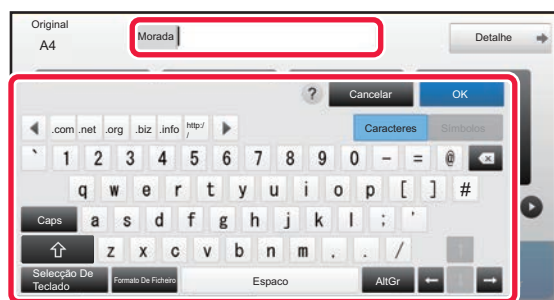 Original
A4
Morada
Detalhe
? Cancelar OK
.com .net .org .biz .info http:/
/
Caracteres Símbolos
` 1 2 3 4 5 6 7 8 9 0 - = @
q w e r t y u i o p [ ] #
Caps a s d f g h j k l ; '
z x c v b n m . . /
Selecção De
Teclado
Formato De Ficheiro
Espaco
AltGr